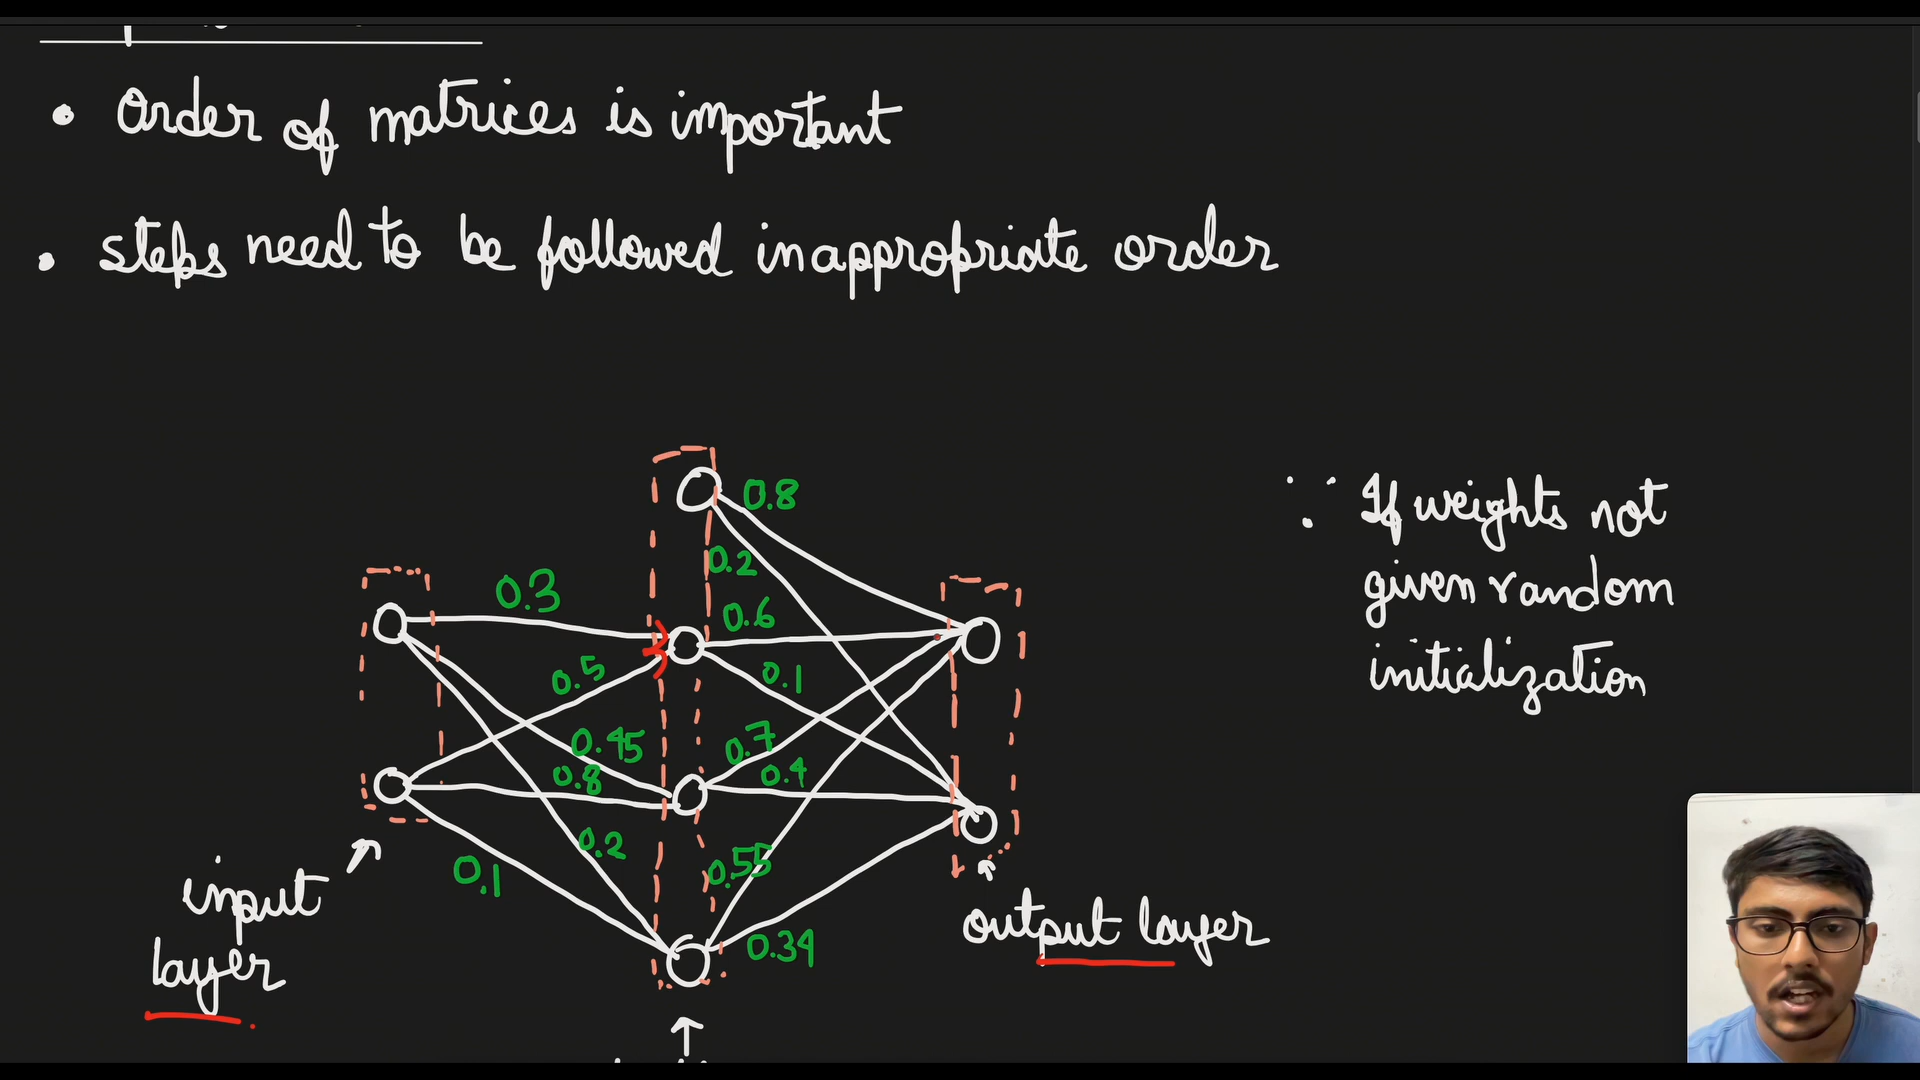 • Order of matrices is important
• steps need to be followed inappropriate order
0.8
0.2
0.3
0.6
0.5
0.1
0.45
0.7
0.8
0.4
0.2
0.1
0.55
0.34
∵ If weights not
given random
initialization
input
layer
output layer